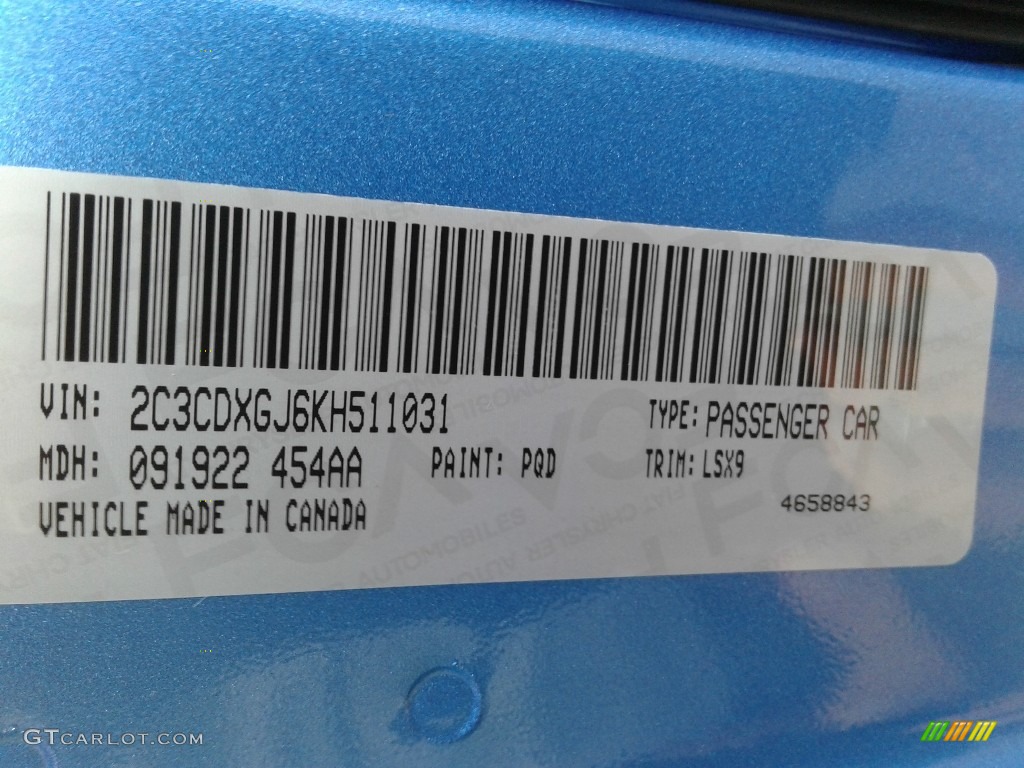 VIN: 2C3CDXGJ6KH511031 TYPE: PASSENGER CAR
MDH: 091922 454AA PAINT: PQD TRIM: LSX9
4658843
VEHICLE MADE IN CANADA
GTCARLOT.COM